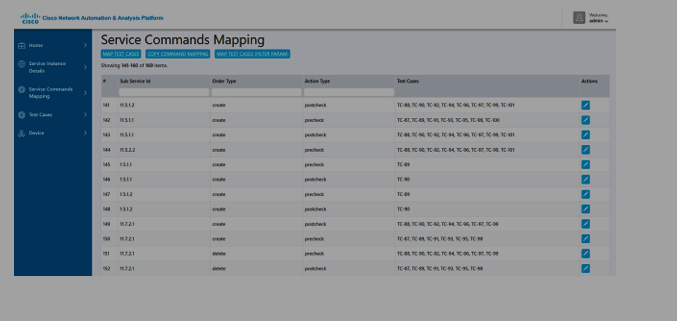 CISCO Cisco Network Automation & Analysis Platform
Welcome,
admin
Home
Service Instance
Details
Service Commands
Mapping
Test Cases
Device
Service Commands Mapping
MAP TEST CASES COPY COMMAND MAPPING MAP TEST CASES FILTER PARAM
Showing 141-160 of 169 items.
# Sub Service Id Order Type Action Type Test Cases Actions
141 11.5.1.2 create postcheck TC-88, TC-90, TC-92, TC-94, TC-96, TC-97, TC-99, TC-101
142 11.5.1.1 create precheck TC-87, TC-89, TC-91, TC-93, TC-95, TC-98, TC-100
143 11.5.1.1 create postcheck TC-88, TC-90, TC-92, TC-94, TC-96, TC-97, TC-99, TC-101
144 11.5.2.2 create precheck TC-88, TC-90, TC-92, TC-94, TC-96, TC-97, TC-99, TC-101
145 1.5.1.1 create precheck TC-89
146 1.5.1.1 create postcheck TC-90
147 1.5.1.2 create precheck TC-89
148 1.5.1.2 create postcheck TC-90
149 11.7.2.1 create postcheck TC-88, TC-90, TC-92, TC-94, TC-96, TC-97, TC-99
150 11.7.2.1 create precheck TC-87, TC-89, TC-91, TC-93, TC-95, TC-98
151 11.7.2.1 delete precheck TC-88, TC-90, TC-92, TC-94, TC-96, TC-97, TC-99
152 11.7.2.1 delete postcheck TC-87, TC-89, TC-91, TC-93, TC-95, TC-98